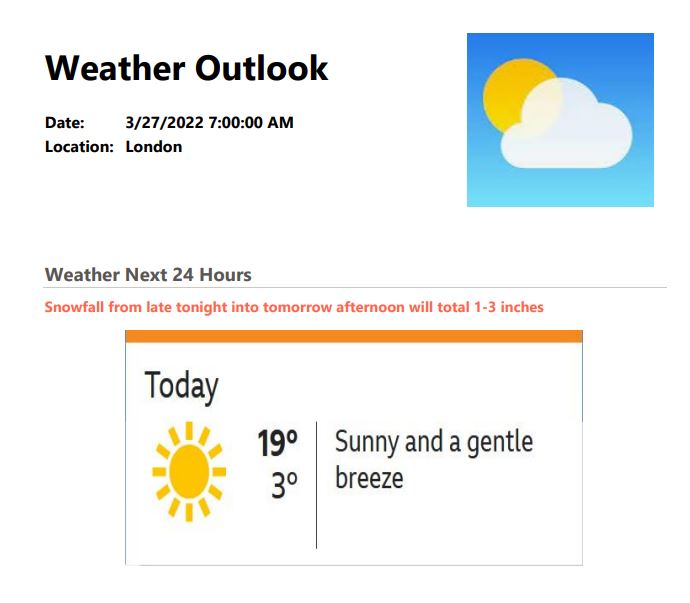 Weather Outlook
Date: 3/27/2022 7:00:00 AM
Location: London
Weather Next 24 Hours
Snowfall from late tonight into tomorrow afternoon will total 1-3 inches
Today
19º
3º
Sunny and a gentle
breeze